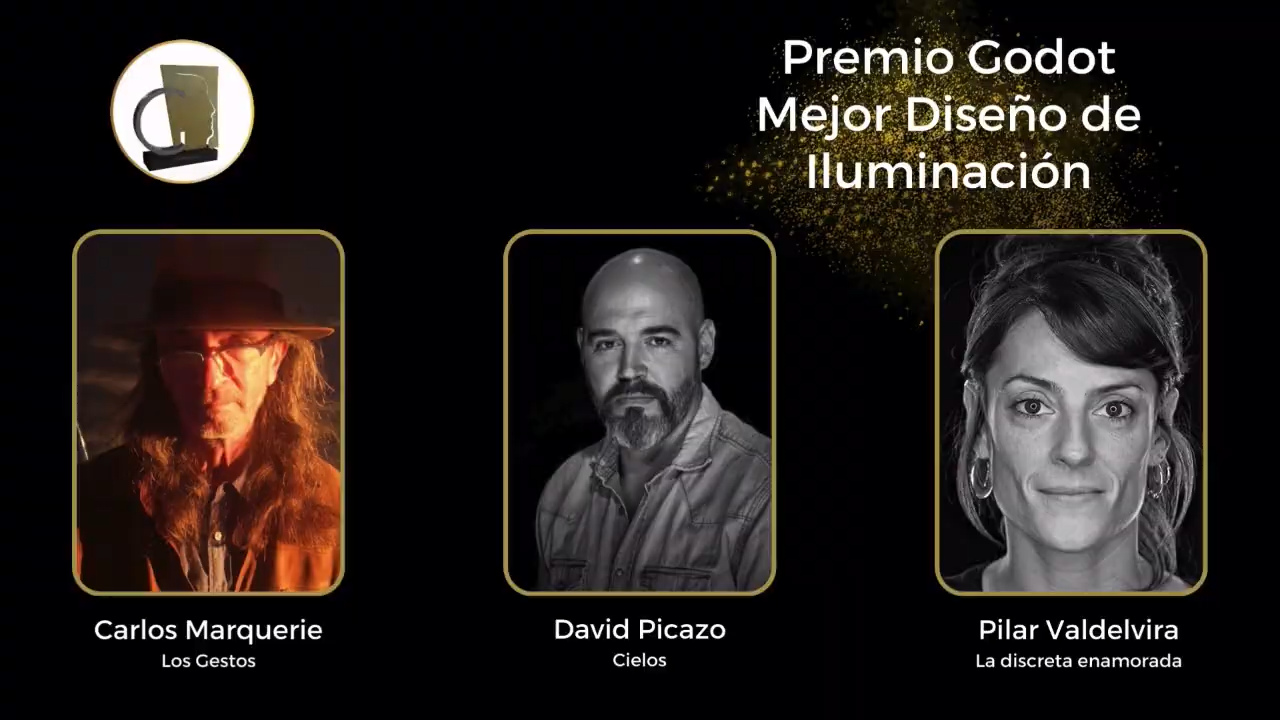 Premio Godot
Mejor Diseño de
Iluminación
Carlos Marquerie
Los Gestos
David Picazo
Cielos
Pilar Valdelvira
La discreta enamorada